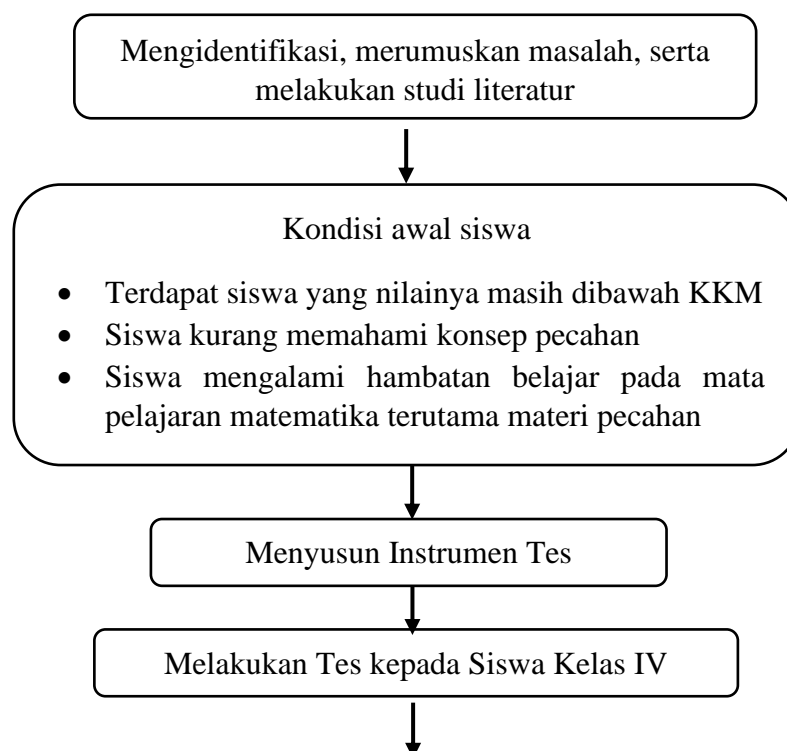 Mengidentifikasi, merumuskan masalah, serta
melakukan studi literatur
Kondisi awal siswa
• Terdapat siswa yang nilainya masih dibawah KKM
• Siswa kurang memahami konsep pecahan
• Siswa mengalami hambatan belajar pada mata
pelajaran matematika terutama materi pecahan
Menyusun Instrumen Tes
Melakukan Tes kepada Siswa Kelas IV